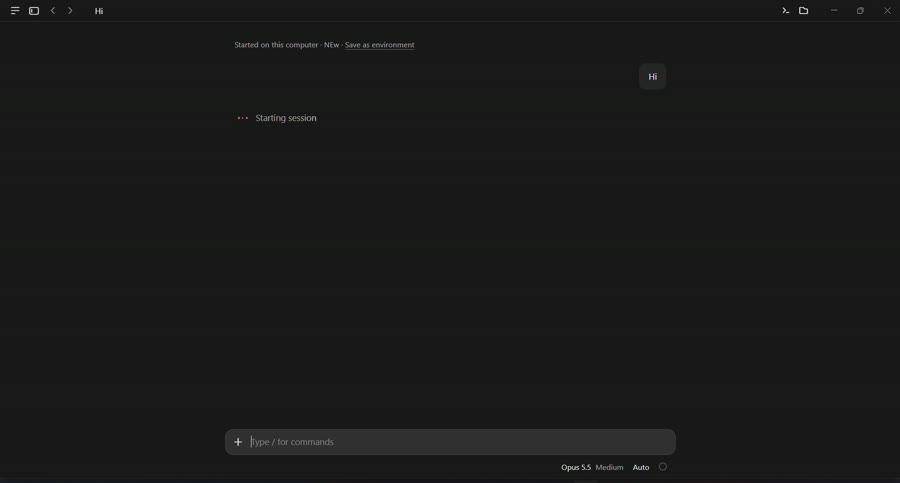 Hi
Started on this computer · NEw · Save as environment
Hi
Starting session
Type / for commands
Opus 5.5 Medium Auto